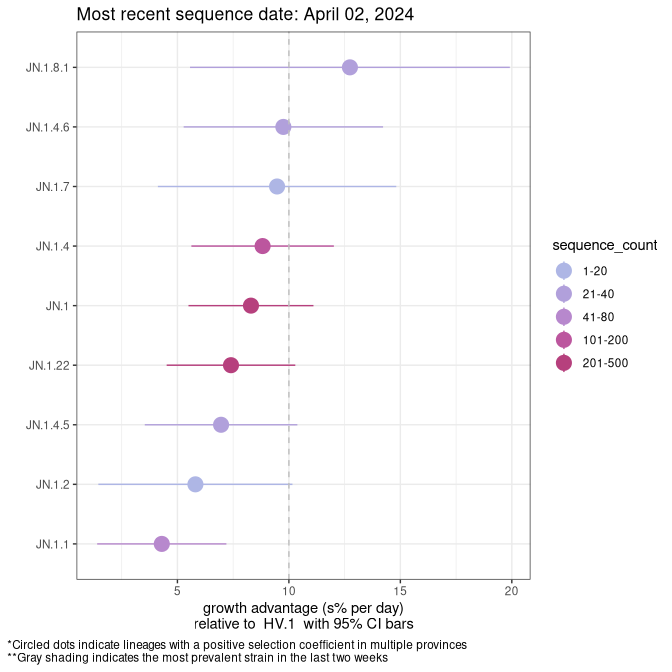 Most recent sequence date: April 02, 2024
JN.1.8.1
JN.1.4.6
JN.1.7
JN.1.4
JN.1
JN.1.22
JN.1.4.5
JN.1.2
JN.1.1
5 10 15 20
growth advantage (s% per day)
relative to HV.1 with 95% CI bars
sequence_count
1-20
21-40
41-80
101-200
201-500
*Circled dots indicate lineages with a positive selection coefficient in multiple provinces
**Gray shading indicates the most prevalent strain in the last two weeks